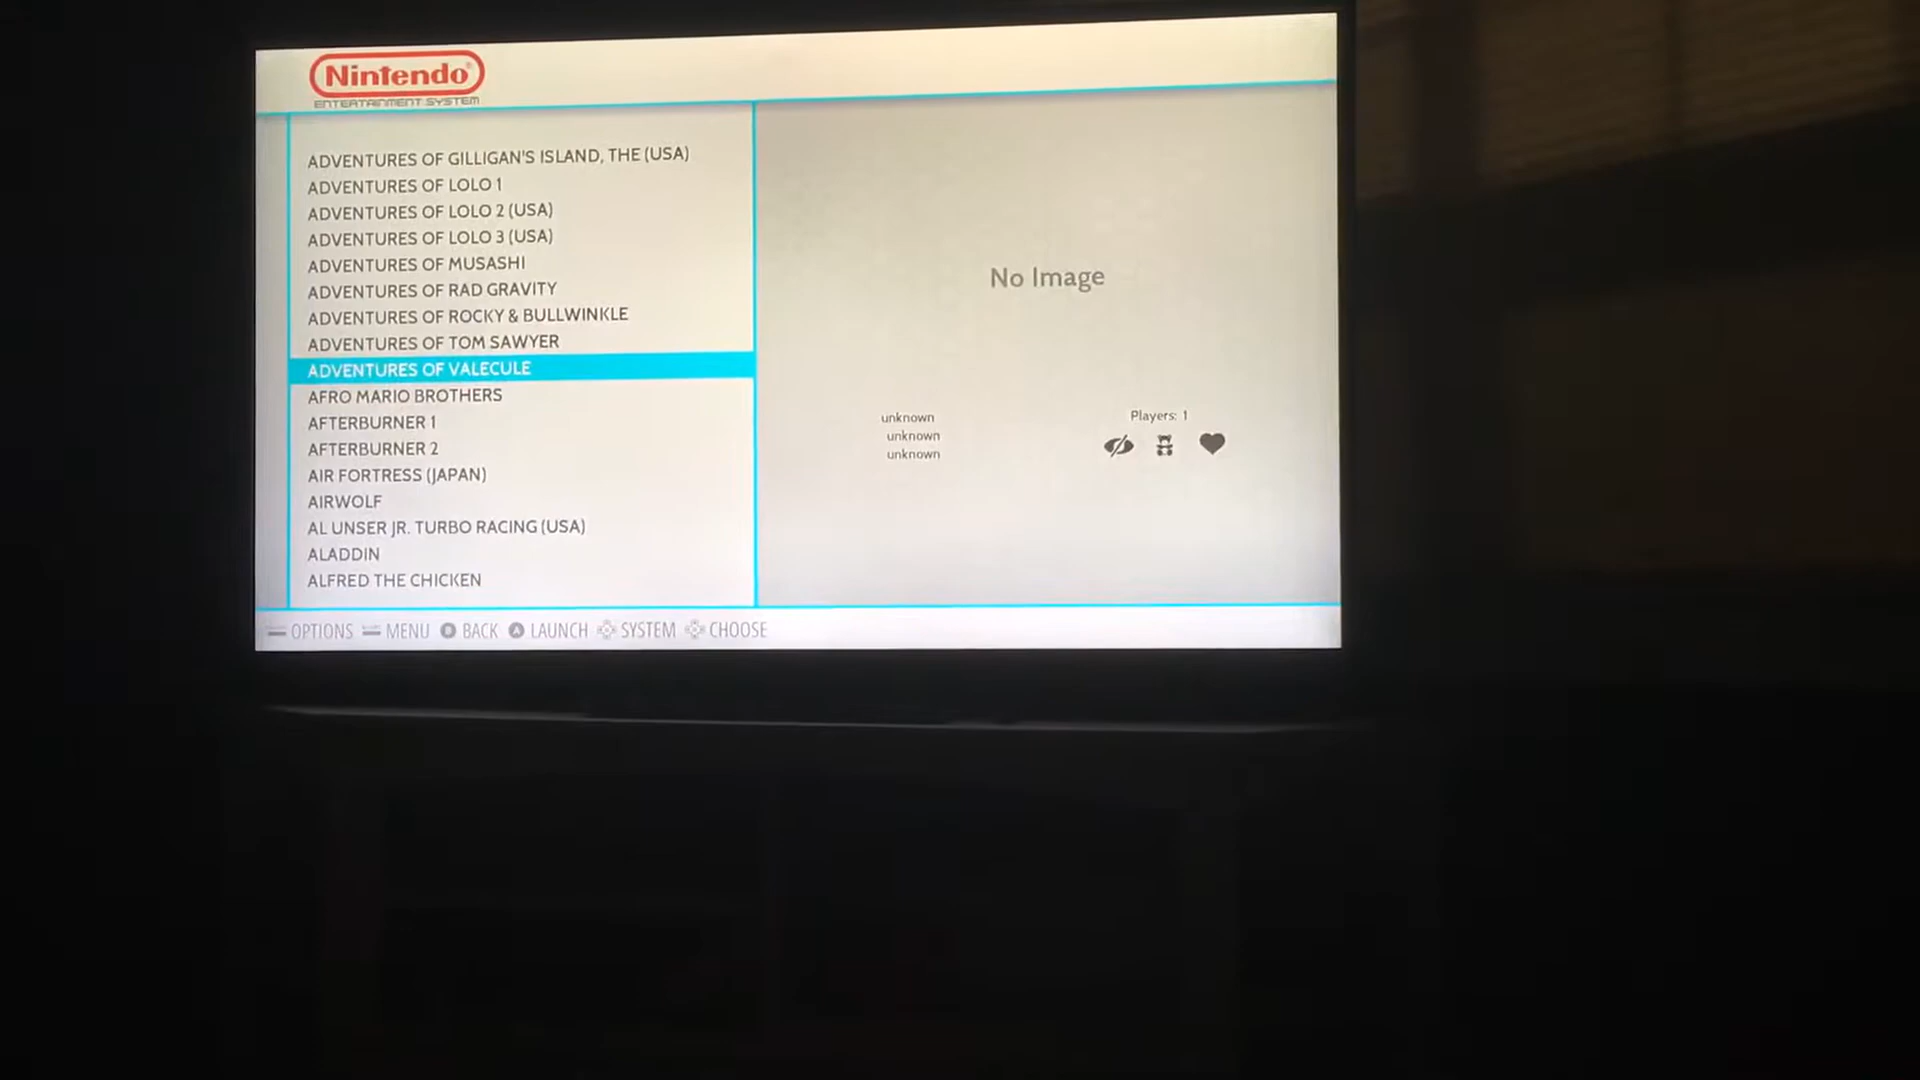 Nintendo®
ENTERTAINMENT SYSTEM
ADVENTURES OF GILLIGAN'S ISLAND, THE (USA)
ADVENTURES OF LOLO 1
ADVENTURES OF LOLO 2 (USA)
ADVENTURES OF LOLO 3 (USA)
ADVENTURES OF MUSASHI
ADVENTURES OF RAD GRAVITY
ADVENTURES OF ROCKY & BULLWINKLE
ADVENTURES OF TOM SAWYER
ADVENTURES OF VALECULE
AFRO MARIO BROTHERS
AFTERBURNER 1
AFTERBURNER 2
AIR FORTRESS (JAPAN)
AIRWOLF
AL UNSER JR. TURBO RACING (USA)
ALADDIN
ALFRED THE CHICKEN
No Image
unknown
unknown
unknown
Players: 1
OPTIONS MENU B BACK A LAUNCH SYSTEM CHOOSE